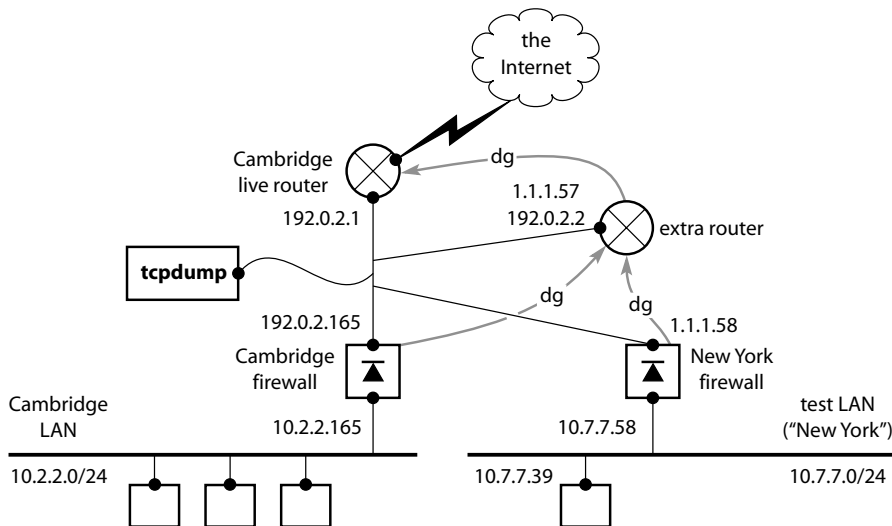 the
Internet
Cambridge
live router
dg
1.1.1.57
192.0.2.1
192.0.2.2
extra router
tcpdump
dg
dg
192.0.2.165
1.1.1.58
Cambridge
firewall
New York
firewall
Cambridge
LAN
10.2.2.165
10.7.7.58
test LAN
(“New York”)
10.2.2.0/24
10.7.7.39
10.7.7.0/24